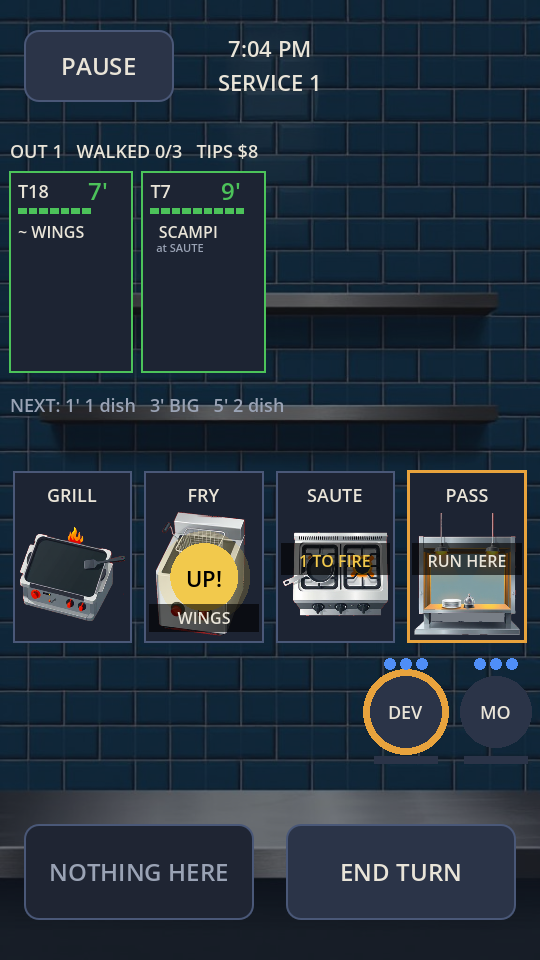 PAUSE
7:04 PM
SERVICE 1
OUT 1 WALKED 0/3 TIPS $8
T18 7'
~ WINGS
T7 9'
SCAMPI
at SAUTE
NEXT: 1' 1 dish 3' BIG 5' 2 dish
GRILL
FRY
UP!
WINGS
SAUTE
1 TO FIRE
PASS
RUN HERE
DEV
MO
NOTHING HERE
END TURN